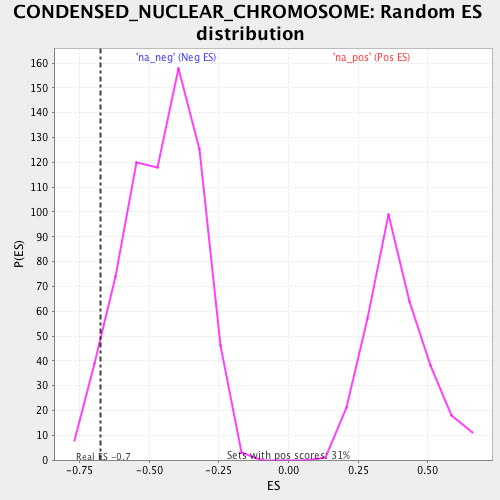 CONDENSED_NUCLEAR_CHROMOSOME: Random ES
distribution
'na_neg' (Neg ES)
'na_pos' (Pos ES)
160
150
140
130
120
110
100
90
80
70
60
50
40
30
20
10
0
P(ES)
Real ES -0.7
Sets with pos scores: 31%
-0.75
-0.50
-0.25
0.00
0.25
0.50
ES